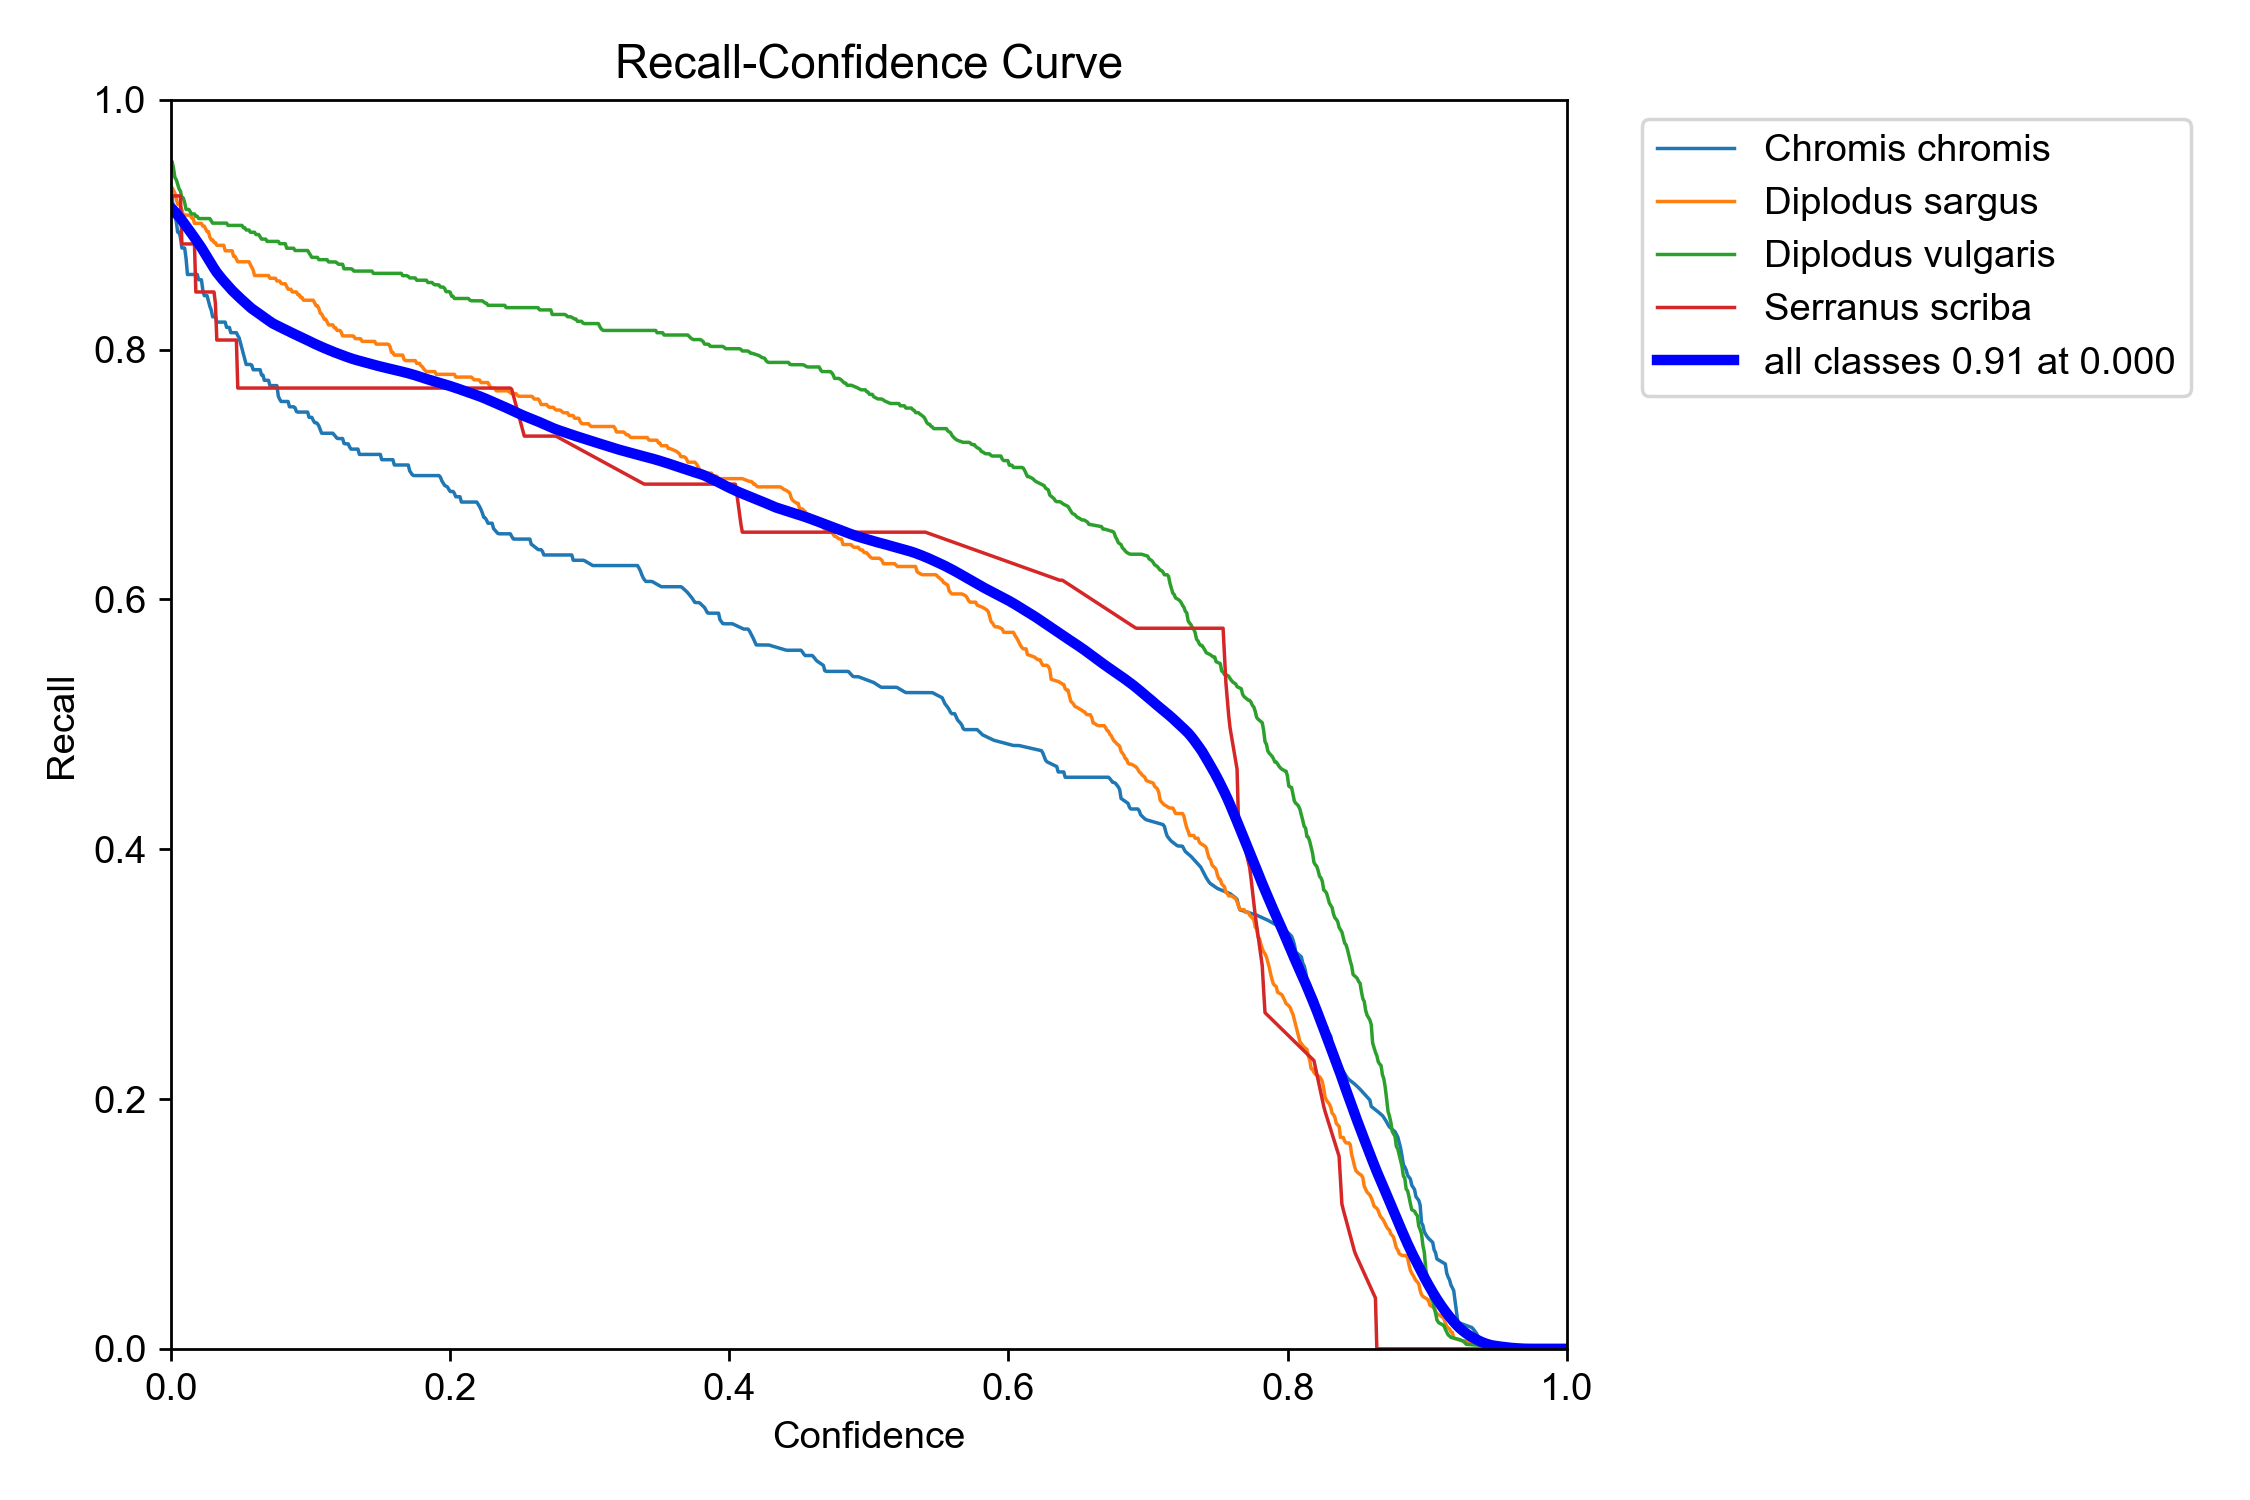 Recall-Confidence Curve
1.0
0.8
0.6
0.4
0.2
0.0
Recall
0.0 0.2 0.4 0.6 0.8 1.0
Confidence
Chromis chromis
Diplodus sargus
Diplodus vulgaris
Serranus scriba
all classes 0.91 at 0.000